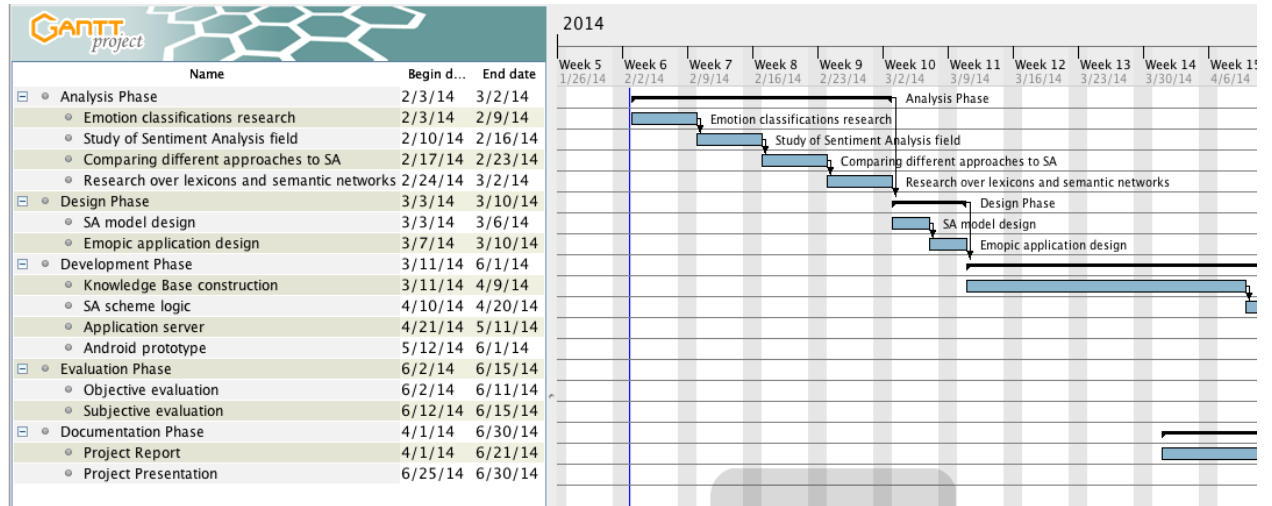 GANTT
project
2014
Week 5 Week 6 Week 7 Week 8 Week 9 Week 10 Week 11 Week 12 Week 13 Week 14 Week 15
1/26/14 2/2/14 2/9/14 2/16/14 2/23/14 3/2/14 3/9/14 3/16/14 3/23/14 3/30/14 4/6/14
Name Begin d... End date
Analysis Phase 2/3/14 3/2/14 Analysis Phase
Emotion classifications research 2/3/14 2/9/14 Emotion classifications research
Study of Sentiment Analysis field 2/10/14 2/16/14 Study of Sentiment Analysis field
Comparing different approaches to SA 2/17/14 2/23/14 Comparing different approaches to SA
Research over lexicons and semantic networks 2/24/14 3/2/14 Research over lexicons and semantic networks
Design Phase 3/3/14 3/10/14 Design Phase
SA model design 3/3/14 3/6/14 SA model design
Emopic application design 3/7/14 3/10/14 Emopic application design
Development Phase 3/11/14 6/1/14
Knowledge Base construction 3/11/14 4/9/14
SA scheme logic 4/10/14 4/20/14
Application server 4/21/14 5/11/14
Android prototype 5/12/14 6/1/14
Evaluation Phase 6/2/14 6/15/14
Objective evaluation 6/2/14 6/11/14
Subjective evaluation 6/12/14 6/15/14
Documentation Phase 4/1/14 6/30/14
Project Report 4/1/14 6/21/14
Project Presentation 6/25/14 6/30/14